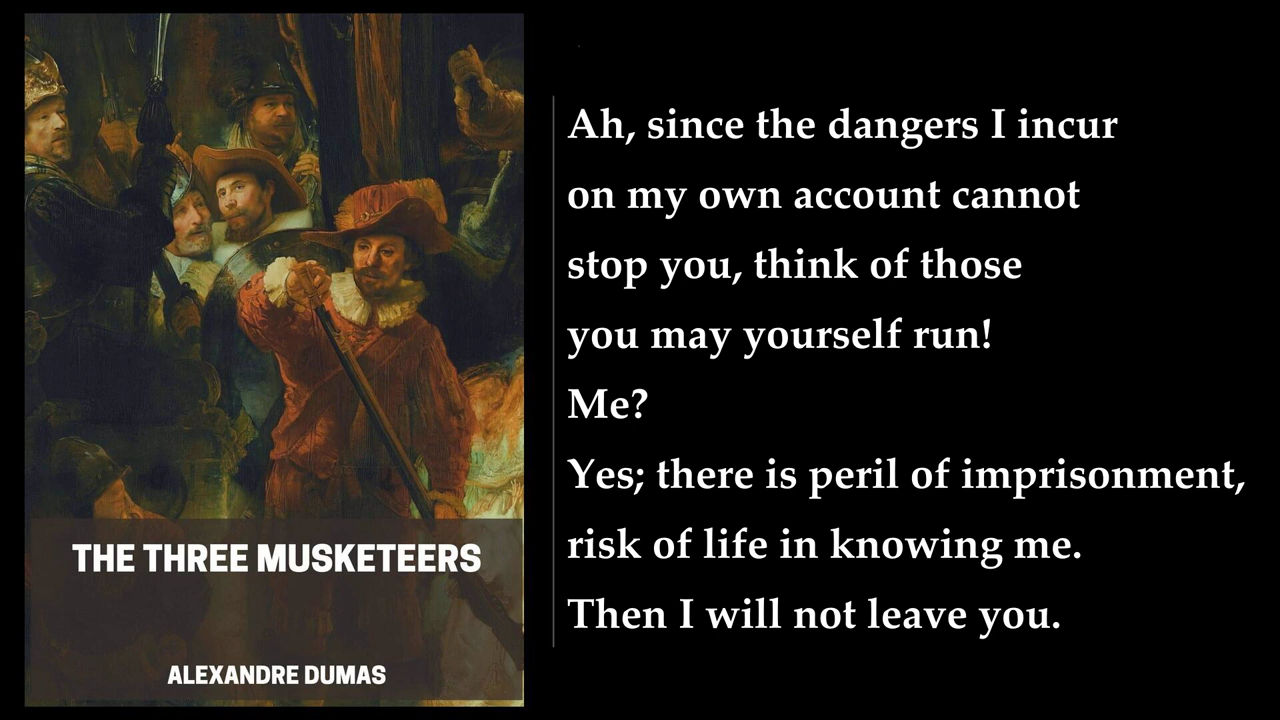 THE THREE MUSKETEERS
ALEXANDRE DUMAS
Ah, since the dangers I incur
on my own account cannot
stop you, think of those
you may yourself run!
Me?
Yes; there is peril of imprisonment,
risk of life in knowing me.
Then I will not leave you.